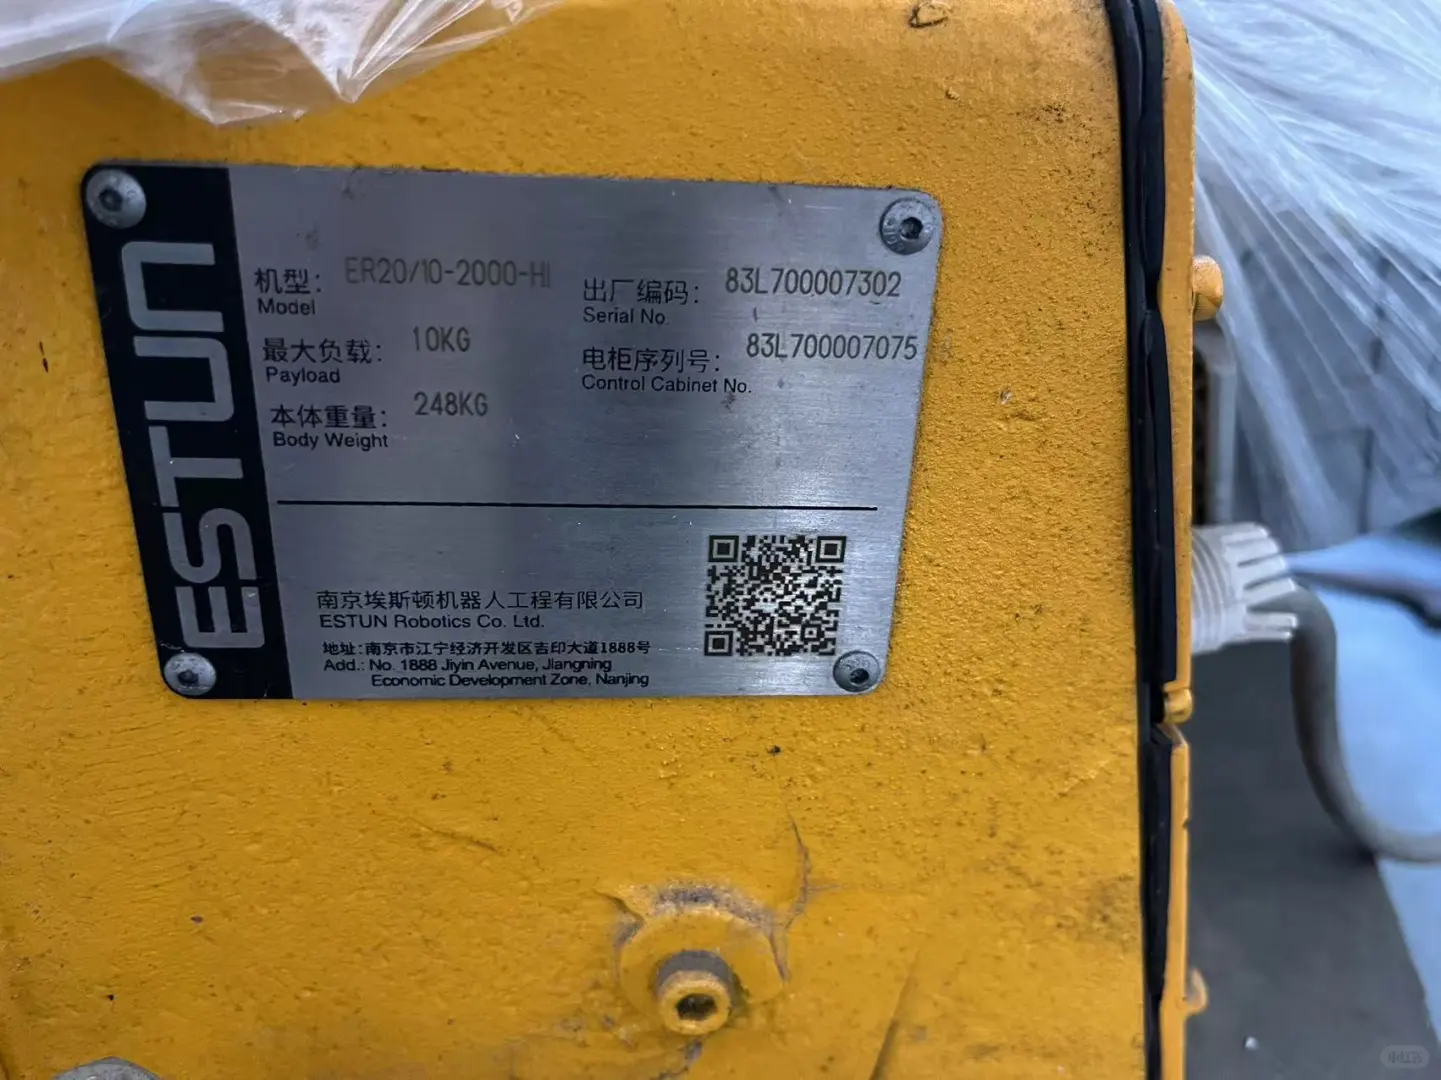 ESTUN
机型： ER20/10-2000-HI
Model
最大负载： 10KG
Payload
本体重量： 248KG
Body Weight
出厂编码： 83L700007302
Serial No.
电柜序列号： 83L700007075
Control Cabinet No.
南京埃斯顿机器人工程有限公司
ESTUN Robotics Co. Ltd.
地址：南京市江宁经济开发区吉印大道1888号
Add.: No. 1888 Jiyin Avenue, Jiangning
Economic Development Zone, Nanjing
小红书